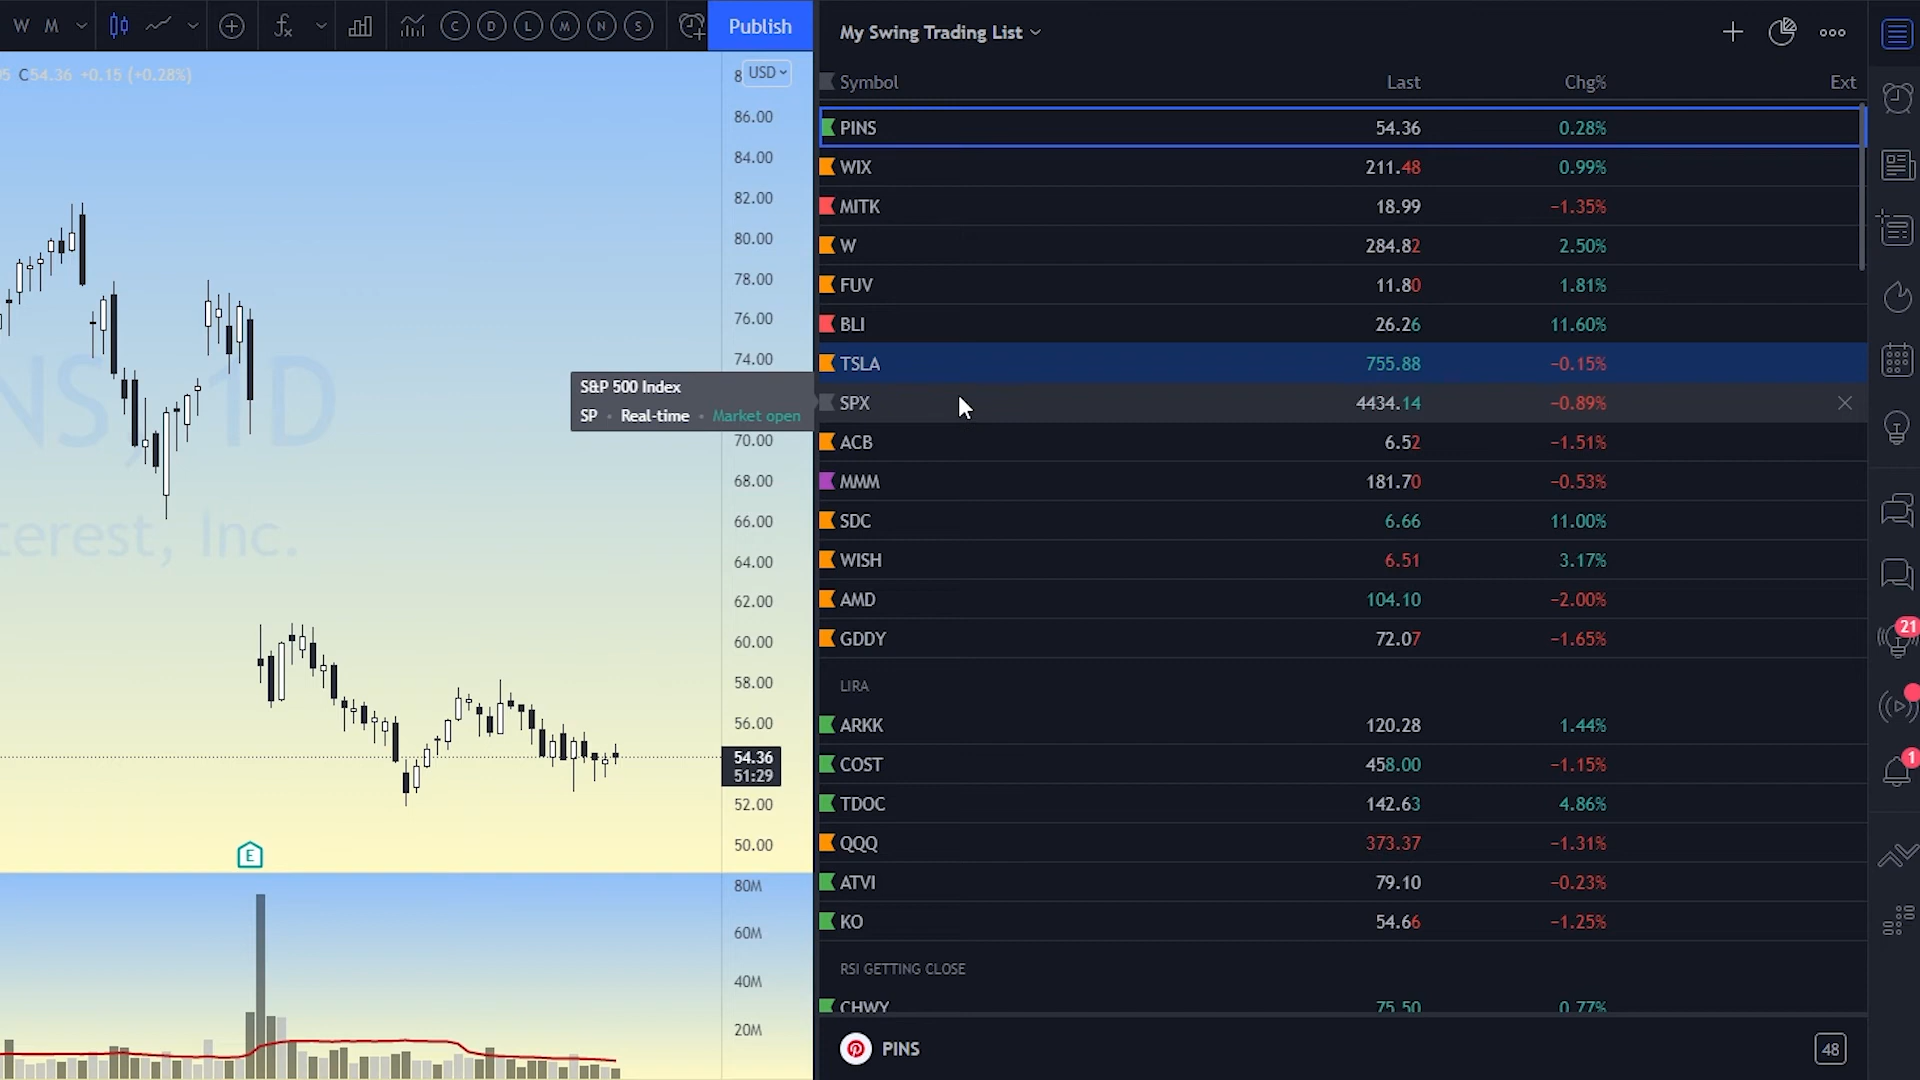 W M
C D L M N S
Publish
C54.36 +0.15 (+0.28%)
USD
86.00
84.00
82.00
80.00
78.00
76.00
74.00
70.00
68.00
66.00
64.00
62.00
60.00
58.00
56.00
54.36
51:29
52.00
50.00
80M
60M
40M
20M
NS, 1D
terest, Inc.
E
S&P 500 Index
SP • Real-time • Market open
My Swing Trading List
Symbol Last Chg% Ext
PINS 54.36 0.28%
WIX 211.48 0.99%
MITK 18.99 −1.35%
W 284.82 2.50%
FUV 11.80 1.81%
BLI 26.26 11.60%
TSLA 755.88 −0.15%
SPX 4434.14 −0.89%
ACB 6.52 −1.51%
MMM 181.70 −0.53%
SDC 6.66 11.00%
WISH 6.51 3.17%
AMD 104.10 −2.00%
GDDY 72.07 −1.65%
LIRA
ARKK 120.28 1.44%
COST 458.00 −1.15%
TDOC 142.63 4.86%
QQQ 373.37 −1.31%
ATVI 79.10 −0.23%
KO 54.66 −1.25%
RSI GETTING CLOSE
CHWY 75.50 0.77%
PINS 48
21
1